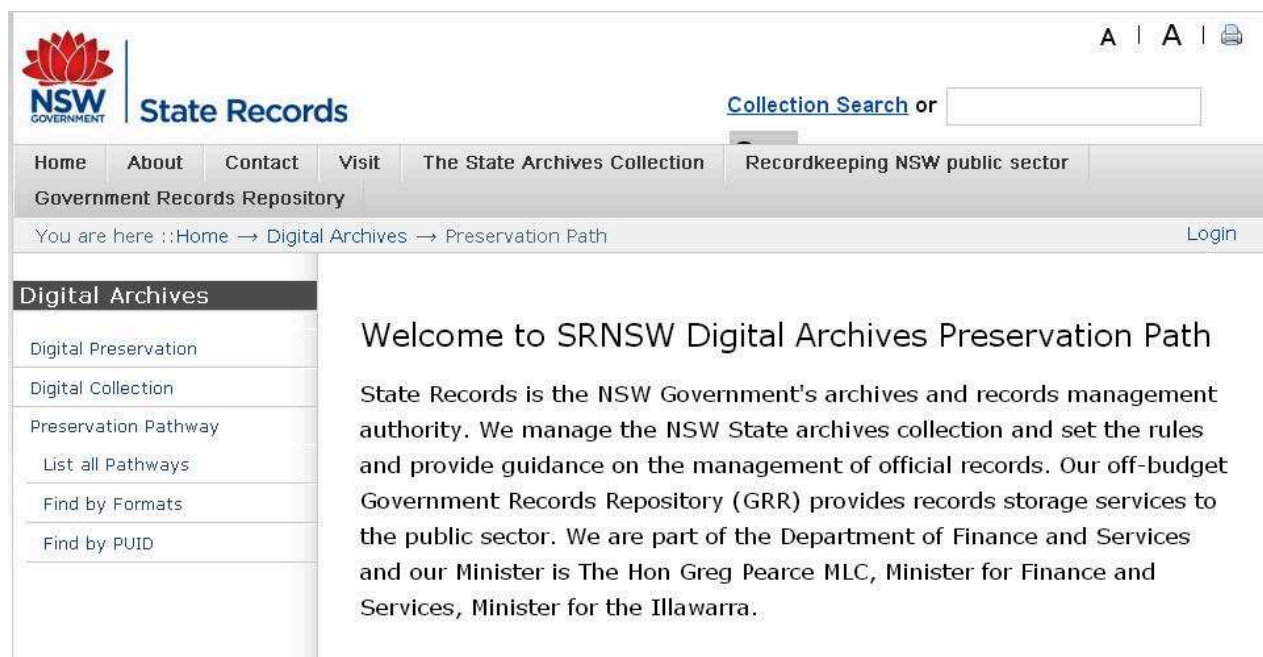 A | A |
NSW
GOVERNMENT
State Records
Collection Search or
Home About Contact Visit The State Archives Collection Recordkeeping NSW public sector
Government Records Repository
You are here ::Home → Digital Archives → Preservation Path Login
Digital Archives
Digital Preservation
Digital Collection
Preservation Pathway
List all Pathways
Find by Formats
Find by PUID
Welcome to SRNSW Digital Archives Preservation Path
State Records is the NSW Government's archives and records management
authority. We manage the NSW State archives collection and set the rules
and provide guidance on the management of official records. Our off-budget
Government Records Repository (GRR) provides records storage services to
the public sector. We are part of the Department of Finance and Services
and our Minister is The Hon Greg Pearce MLC, Minister for Finance and
Services, Minister for the Illawarra.